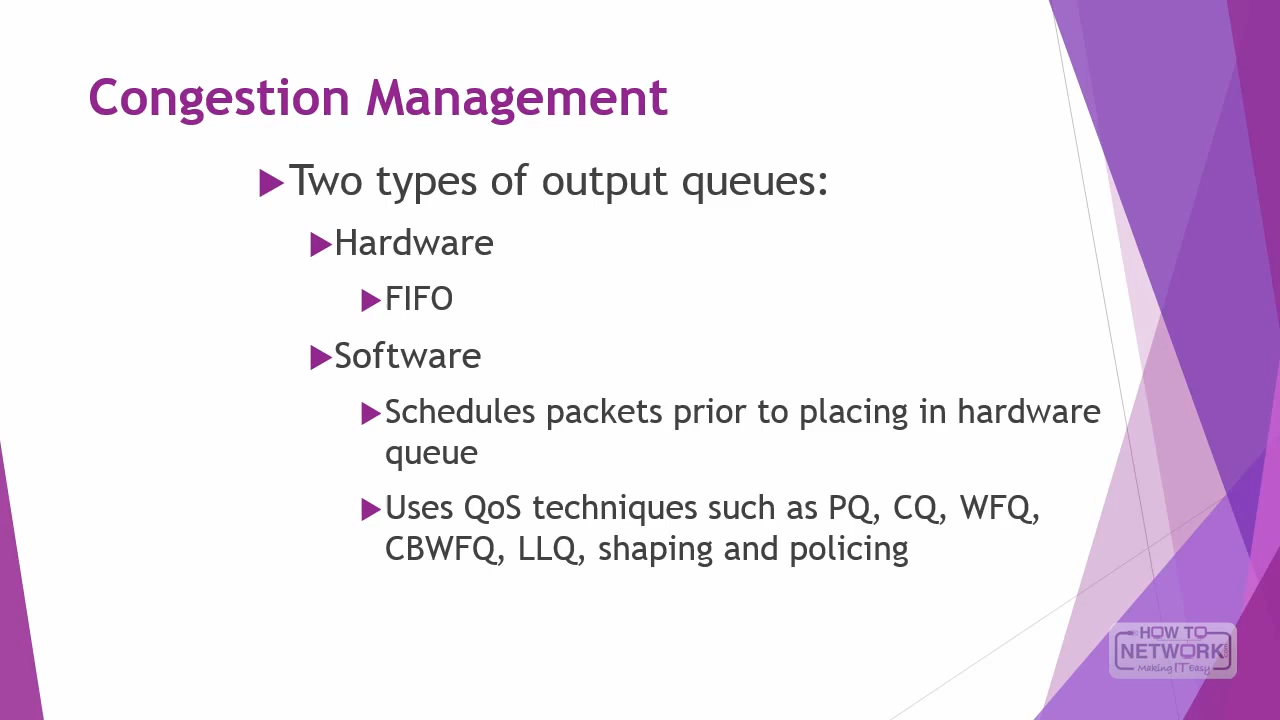 Congestion Management
Two types of output queues:
Hardware
FIFO
Software
Schedules packets prior to placing in hardware
queue
Uses QoS techniques such as PQ, CQ, WFQ,
CBWFQ, LLQ, shaping and policing
HOW TO
NETWORK
Making IT Easy